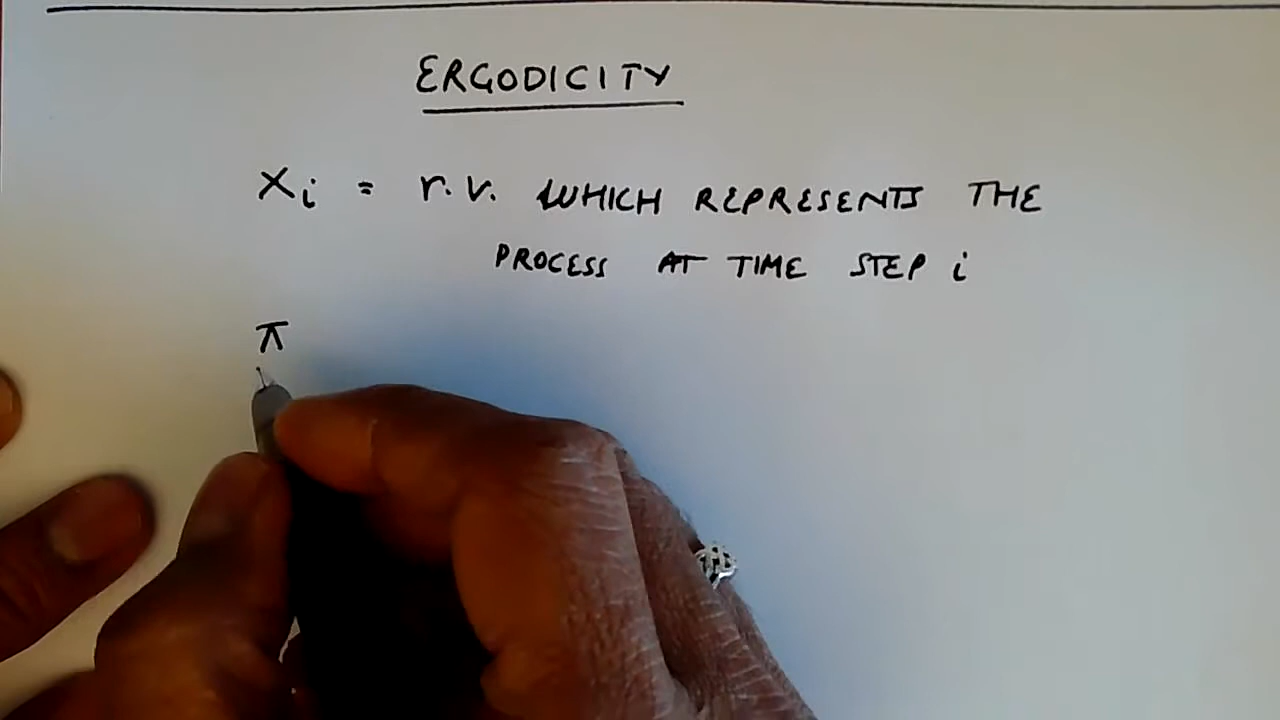 ERGODICITY
Xi = r.v. WHICH REPRESENTS THE
PROCESS AT TIME STEP i
π